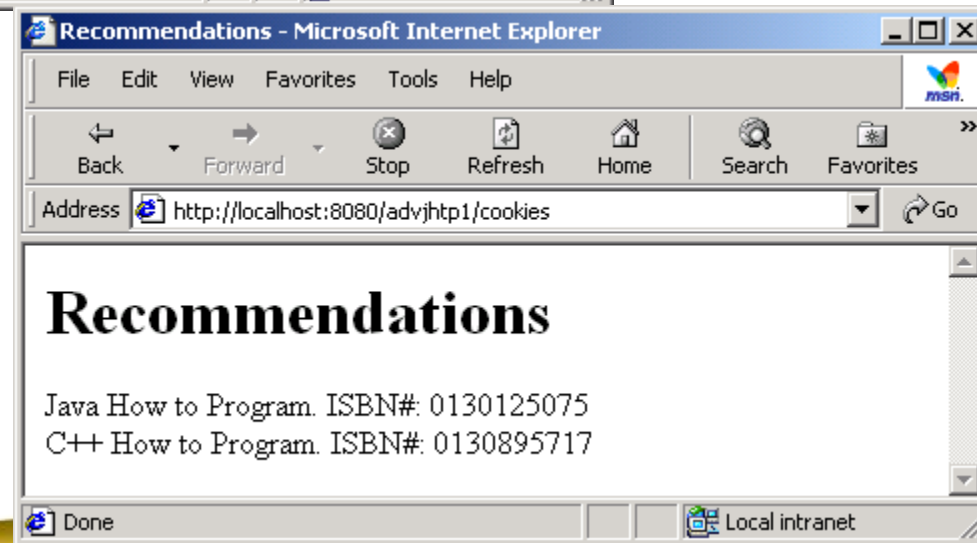 Recommendations - Microsoft Internet Explorer
File Edit View Favorites Tools Help
msn.
Back Forward Stop Refresh Home Search Favorites »
Address http://localhost:8080/advjhtp1/cookies Go
Recommendations
Java How to Program. ISBN#: 0130125075
C++ How to Program. ISBN#: 0130895717
Done Local intranet